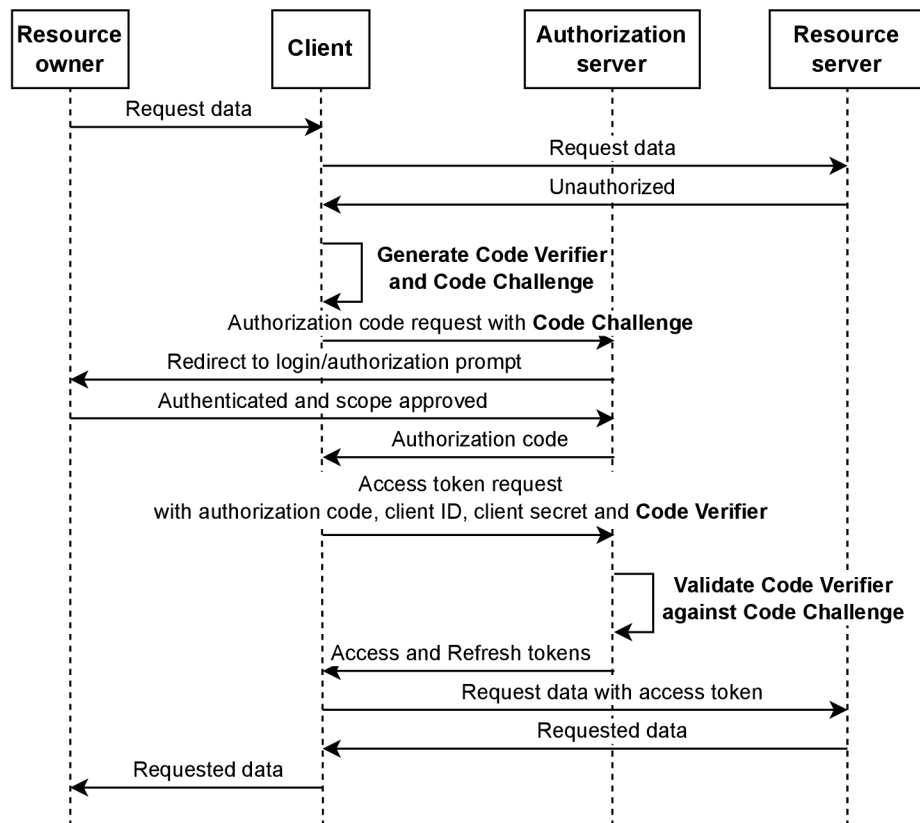 Resource
owner
Client
Authorization
server
Resource
server
Request data
Request data
Unauthorized
Generate Code Verifier
and Code Challenge
Authorization code request with Code Challenge
Redirect to login/authorization prompt
Authenticated and scope approved
Authorization code
Access token request
with authorization code, client ID, client secret and Code Verifier
Validate Code Verifier
against Code Challenge
Access and Refresh tokens
Request data with access token
Requested data
Requested data